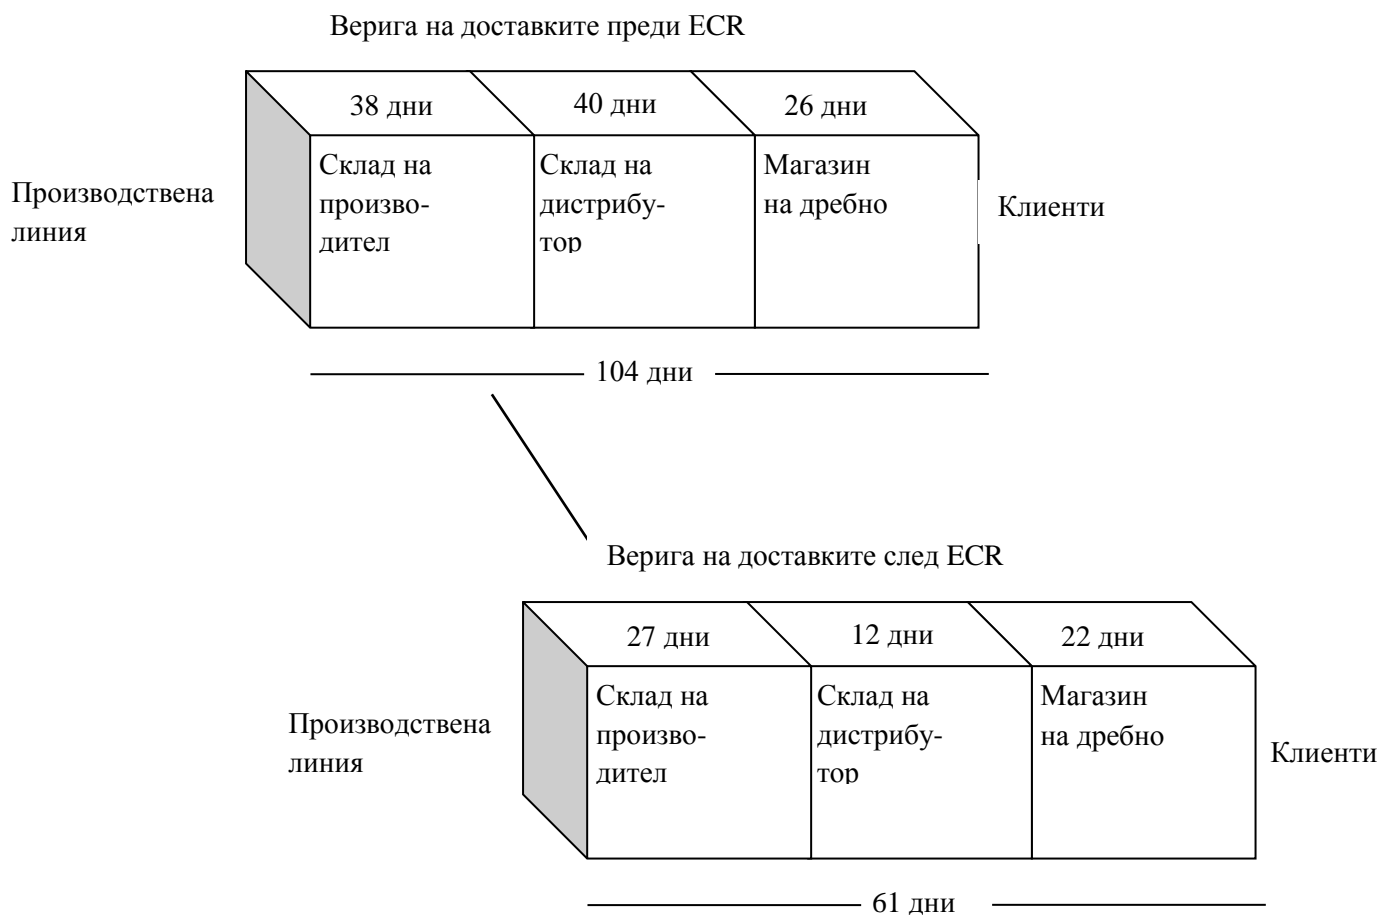 Верига на доставките преди ECR
38 дни
40 дни
26 дни
Производствена
линия
Склад на
произво-
дител
Склад на
дистрибу-
тор
Магазин
на дребно
Клиенти
104 дни
Верига на доставките след ECR
27 дни
12 дни
22 дни
Производствена
линия
Склад на
произво-
дител
Склад на
дистрибу-
тор
Магазин
на дребно
Клиенти
61 дни